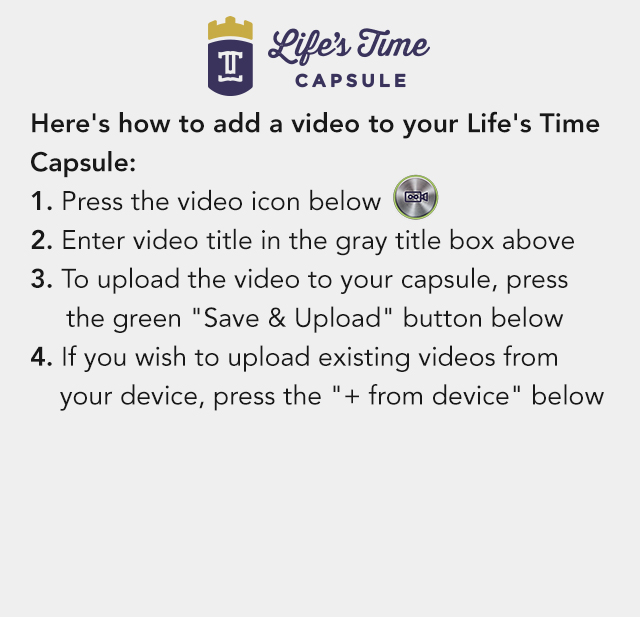 Life's Time
CAPSULE
Here's how to add a video to your Life's Time
Capsule:
1. Press the video icon below
2. Enter video title in the gray title box above
3. To upload the video to your capsule, press
the green "Save & Upload" button below
4. If you wish to upload existing videos from
your device, press the "+ from device" below